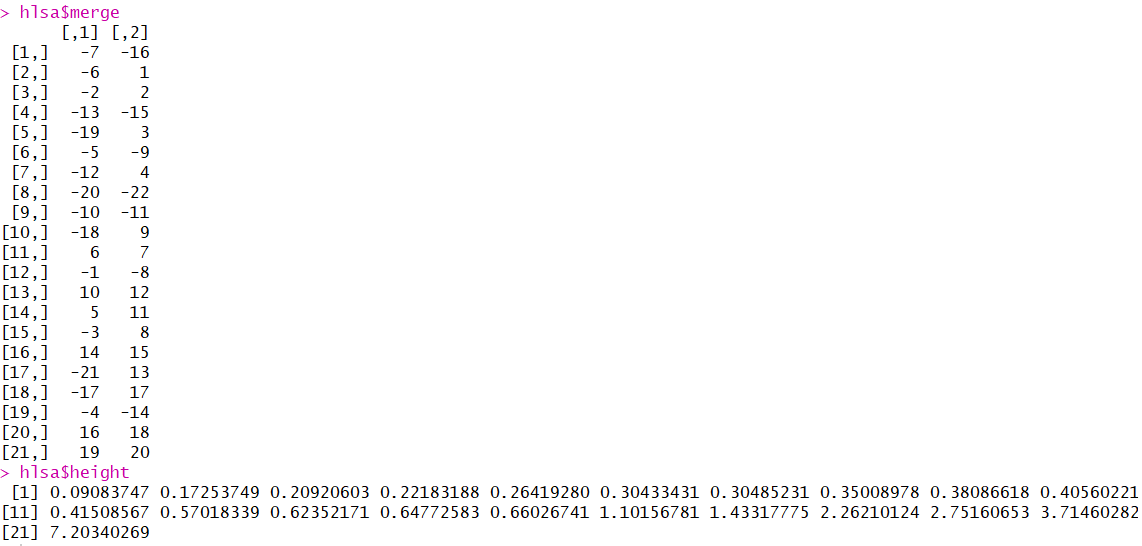 > hlsa$merge
      [,1] [,2]
 [1,]   -7  -16
 [2,]   -6    1
 [3,]   -2    2
 [4,]  -13  -15
 [5,]  -19    3
 [6,]   -5   -9
 [7,]  -12    4
 [8,]  -20  -22
 [9,]  -10  -11
[10,]  -18    9
[11,]    6    7
[12,]   -1   -8
[13,]   10   12
[14,]    5   11
[15,]   -3    8
[16,]   14   15
[17,]  -21   13
[18,]  -17   17
[19,]   -4  -14
[20,]   16   18
[21,]   19   20
> hlsa$height
 [1] 0.09083747 0.17253749 0.20920603 0.22183188 0.26419280 0.30433431 0.30485231 0.35008978 0.38086618 0.40560221
[11] 0.41508567 0.57018339 0.62352171 0.64772583 0.66026741 1.10156781 1.43317775 2.26210124 2.75160653 3.71460282
[21] 7.20340269